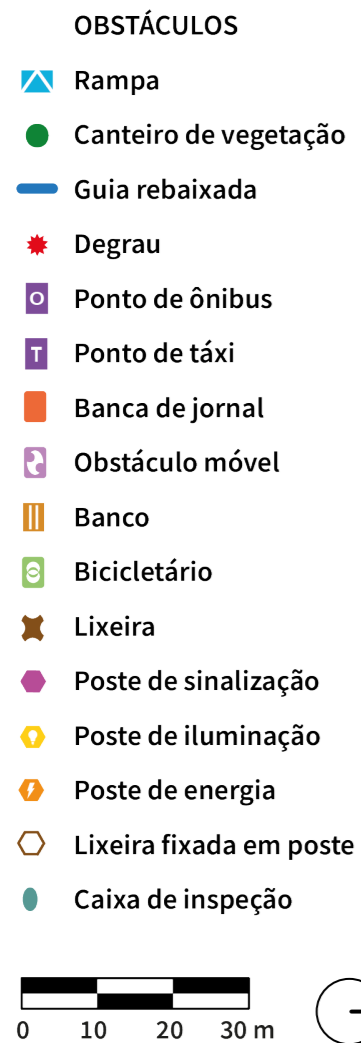 OBSTÁCULOS
Rampa
Canteiro de vegetação
Guia rebaixada
Degrau
O Ponto de ônibus
T Ponto de táxi
Banca de jornal
Obstáculo móvel
Banco
Bicicletário
Lixeira
Poste de sinalização
Poste de iluminação
Poste de energia
Lixeira fixada em poste
Caixa de inspeção
0 10 20 30 m